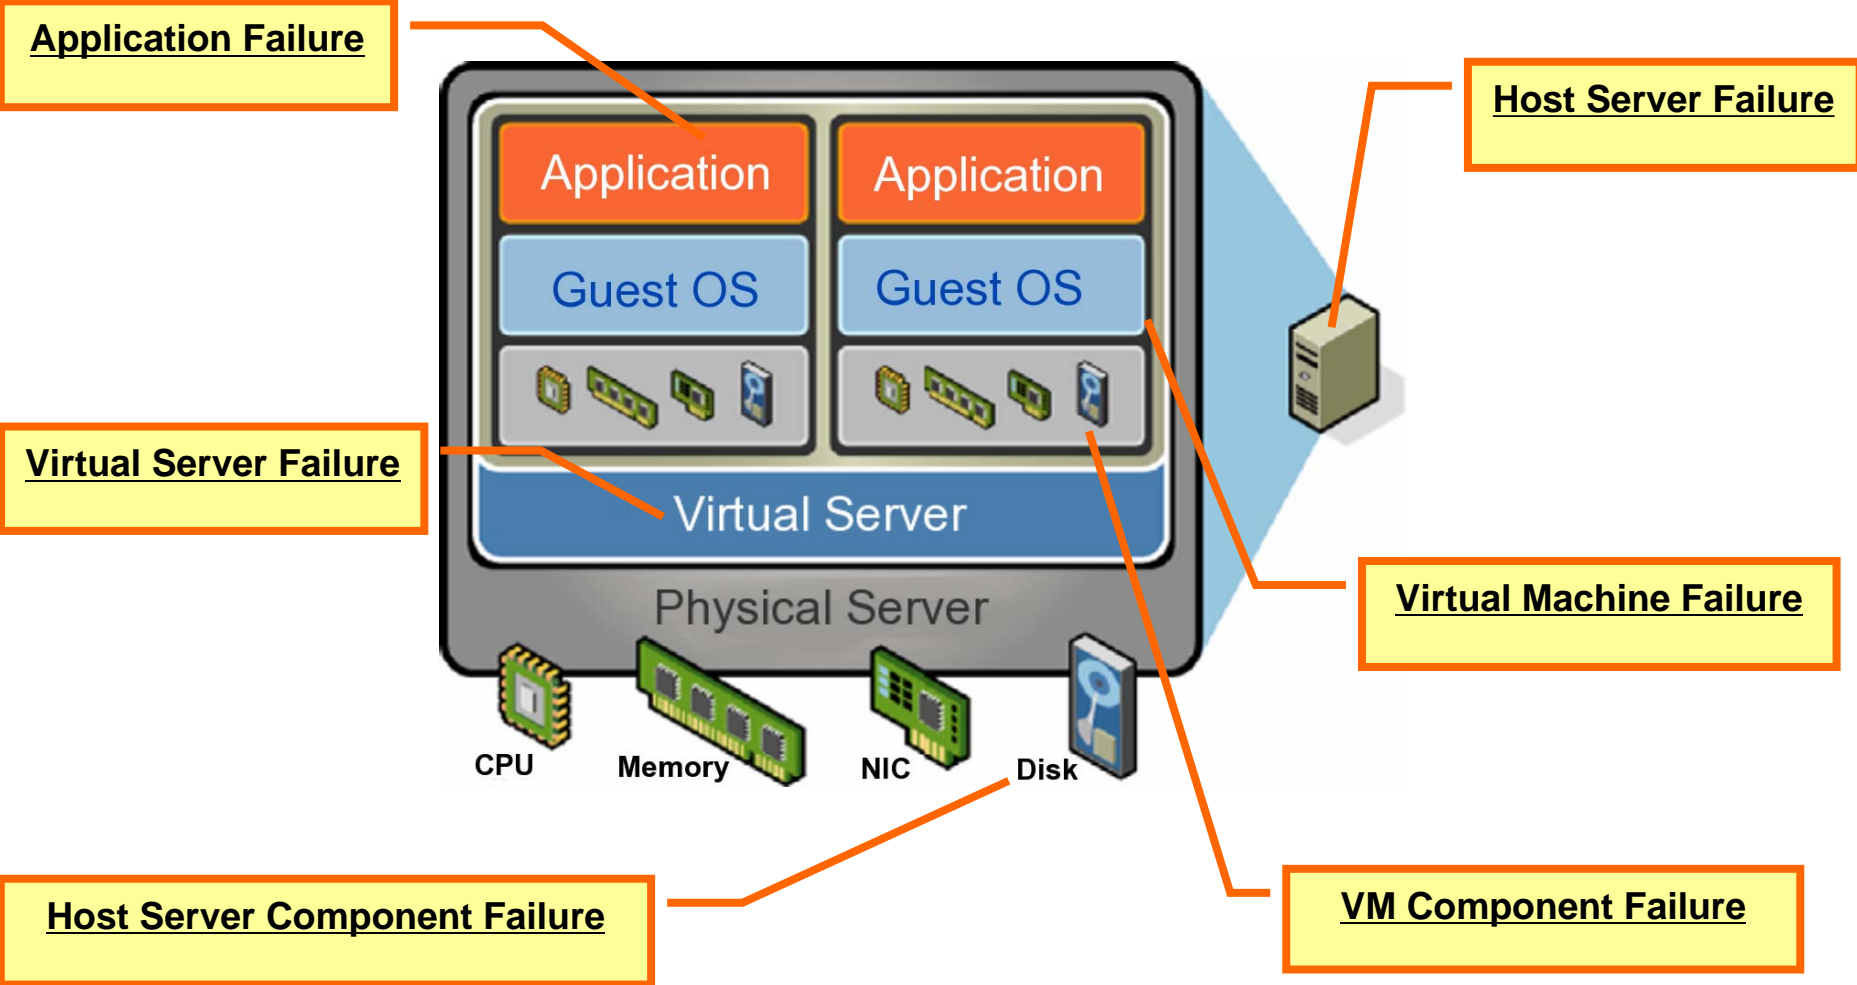 Application Failure
Host Server Failure
Application
Application
Guest OS
Guest OS
Virtual Server Failure
Virtual Server
Virtual Machine Failure
Physical Server
CPU
Memory
NIC
Disk
Host Server Component Failure
VM Component Failure